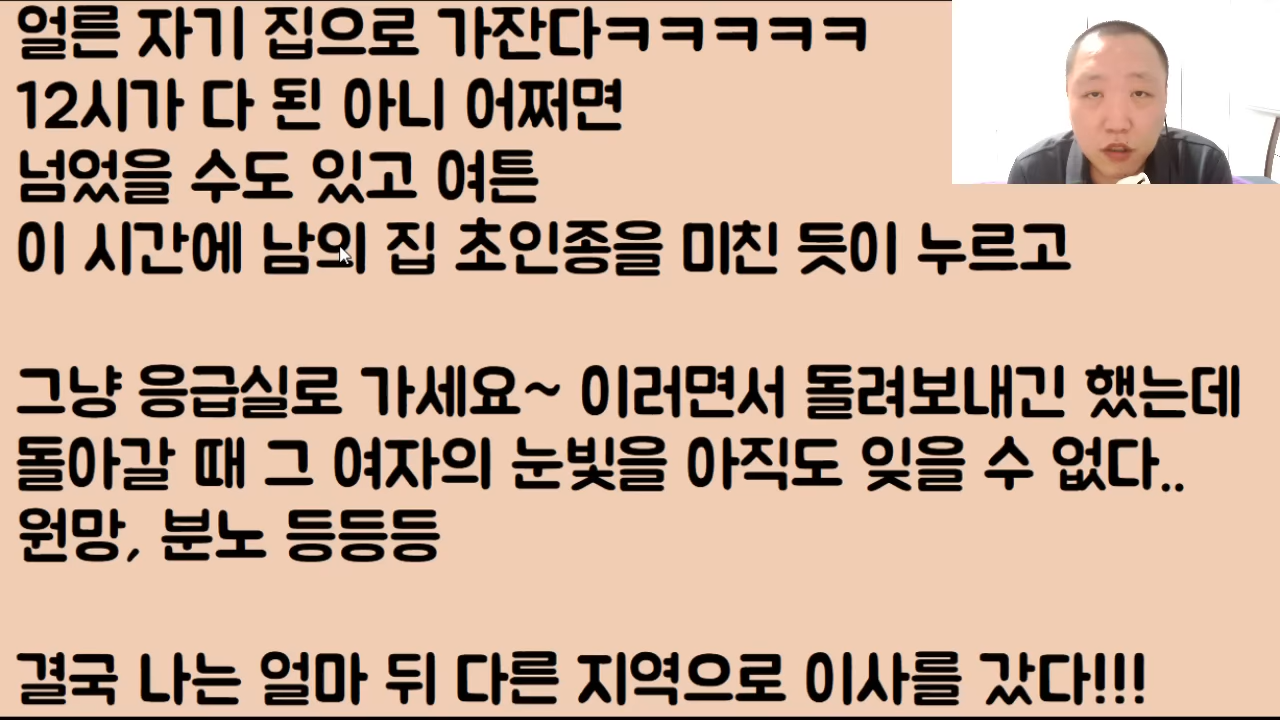 얼른 자기 집으로 가잔다ㅋㅋㅋㅋㅋ
12시가 다 된 아니 어쩌면
넘었을 수도 있고 여튼
이 시간에 남의 집 초인종을 미친 듯이 누르고
그냥 응급실로 가세요~ 이러면서 돌려보내긴 했는데
돌아갈 때 그 여자의 눈빛을 아직도 잊을 수 없다..
원망, 분노 등등등
결국 나는 얼마 뒤 다른 지역으로 이사를 갔다!!!